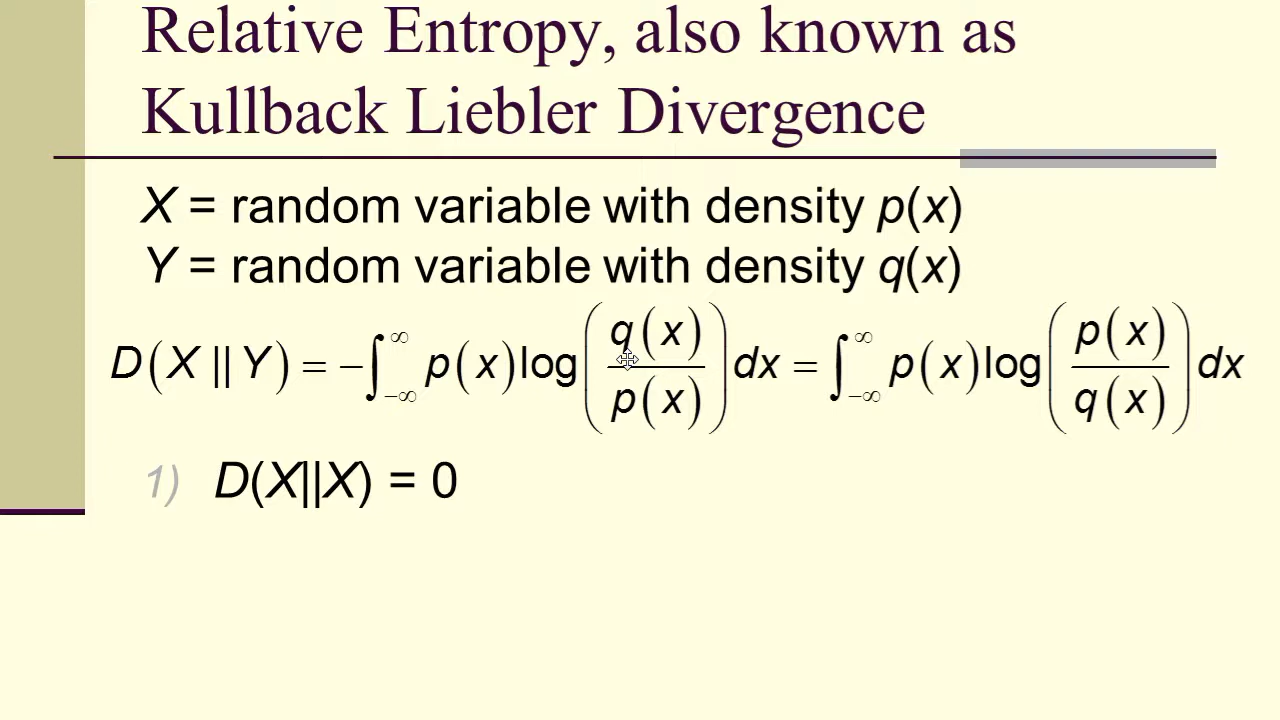 Relative Entropy, also known as
Kullback Liebler Divergence
X = random variable with density p(x)
Y = random variable with density q(x)
D(X || Y) = −∫_{−∞}^{∞} p(x) log(q(x)/p(x)) dx = ∫_{−∞}^{∞} p(x) log(p(x)/q(x)) dx
1) D(X||X) = 0